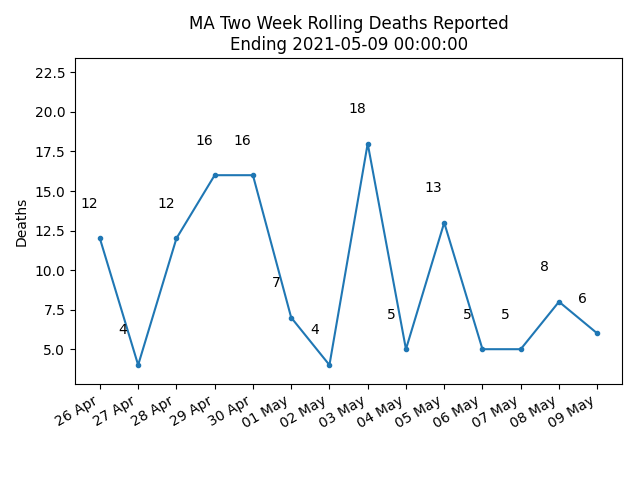 MA Two Week Rolling Deaths Reported
Ending 2021-05-09 00:00:00
22.5
20.0
17.5
15.0
12.5
10.0
7.5
5.0
Deaths
12
4
12
16
16
7
4
18
5
13
5
5
8
6
26 Apr
27 Apr
28 Apr
29 Apr
30 Apr
01 May
02 May
03 May
04 May
05 May
06 May
07 May
08 May
09 May